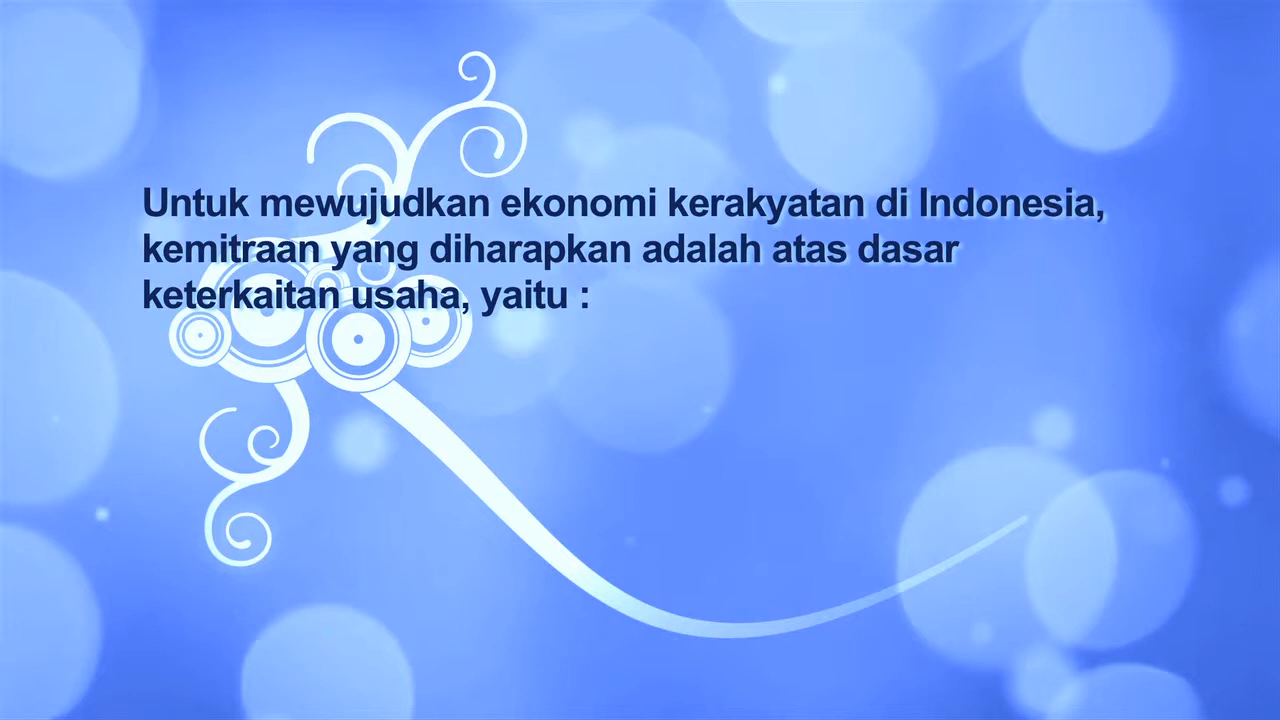 Untuk mewujudkan ekonomi kerakyatan di Indonesia,
kemitraan yang diharapkan adalah atas dasar
keterkaitan usaha, yaitu :